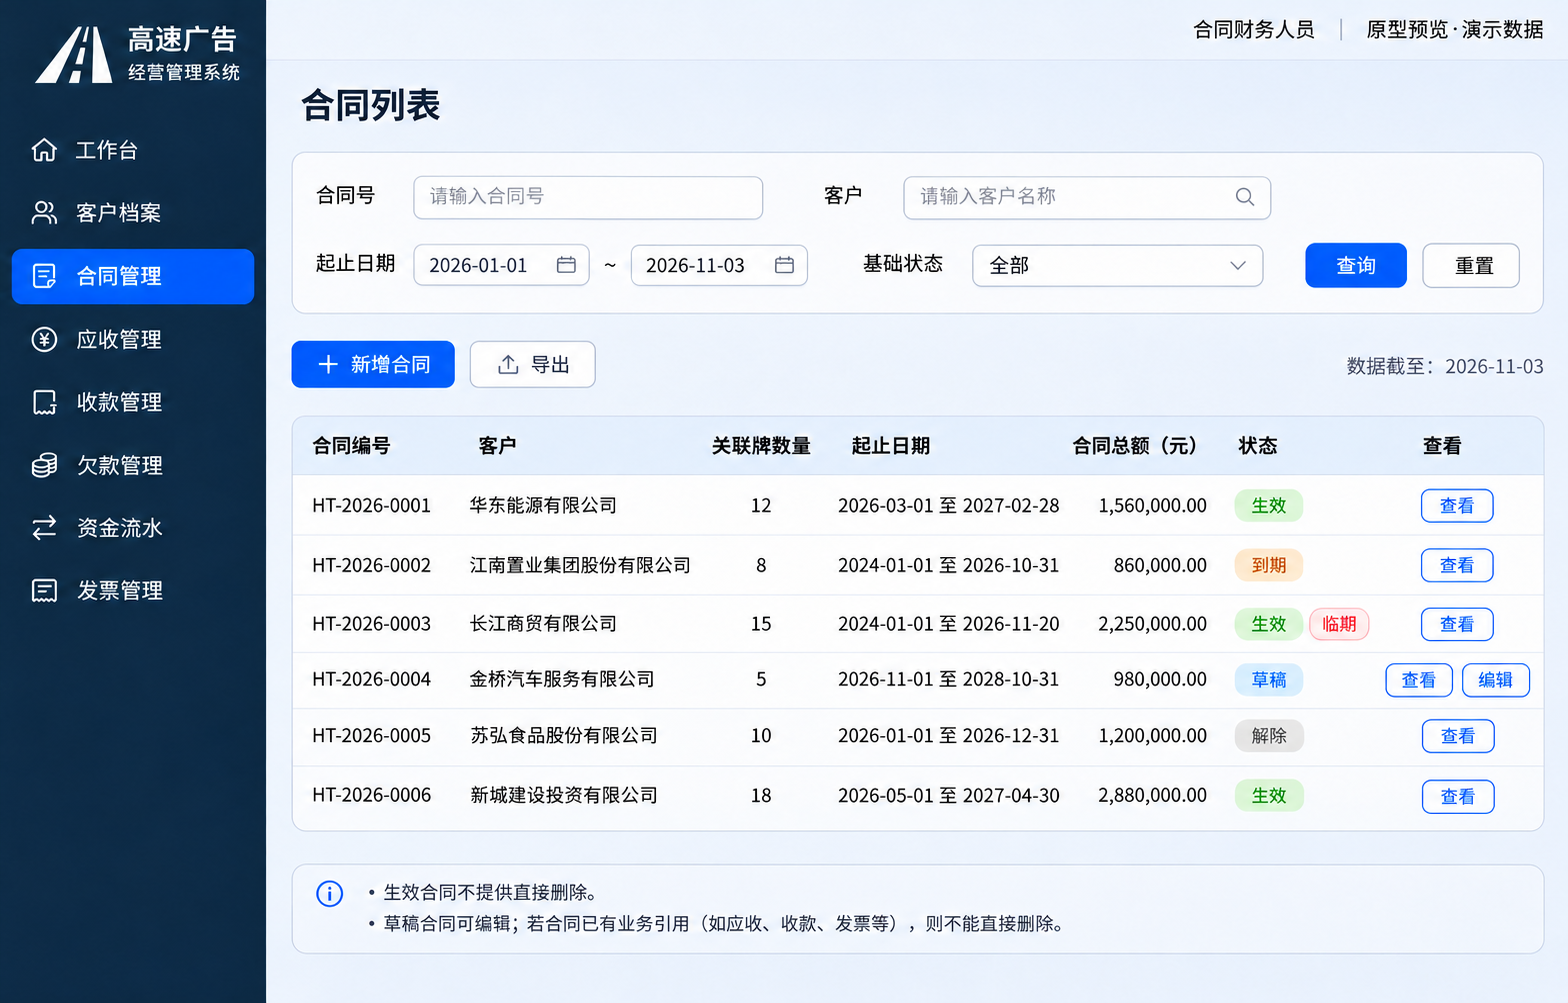 高速广告
经营管理系统
合同财务人员 | 原型预览·演示数据
工作台
客户档案
合同管理
应收管理
收款管理
欠款管理
资金流水
发票管理
合同列表
合同号 请输入合同号 客户 请输入客户名称
起止日期 2026-01-01 ~ 2026-11-03 基础状态 全部 查询 重置
新增合同 导出 数据截至：2026-11-03
合同编号 客户 关联牌数量 起止日期 合同总额（元） 状态 查看
HT-2026-0001 华东能源有限公司 12 2026-03-01 至 2027-02-28 1,560,000.00 生效 查看
HT-2026-0002 江南置业集团股份有限公司 8 2024-01-01 至 2026-10-31 860,000.00 到期 查看
HT-2026-0003 长江商贸有限公司 15 2024-01-01 至 2026-11-20 2,250,000.00 生效 临期 查看
HT-2026-0004 金桥汽车服务有限公司 5 2026-11-01 至 2028-10-31 980,000.00 草稿 查看 编辑
HT-2026-0005 苏弘食品股份有限公司 10 2026-01-01 至 2026-12-31 1,200,000.00 解除 查看
HT-2026-0006 新城建设投资有限公司 18 2026-05-01 至 2027-04-30 2,880,000.00 生效 查看
• 生效合同不提供直接删除。
• 草稿合同可编辑；若合同已有业务引用（如应收、收款、发票等），则不能直接删除。